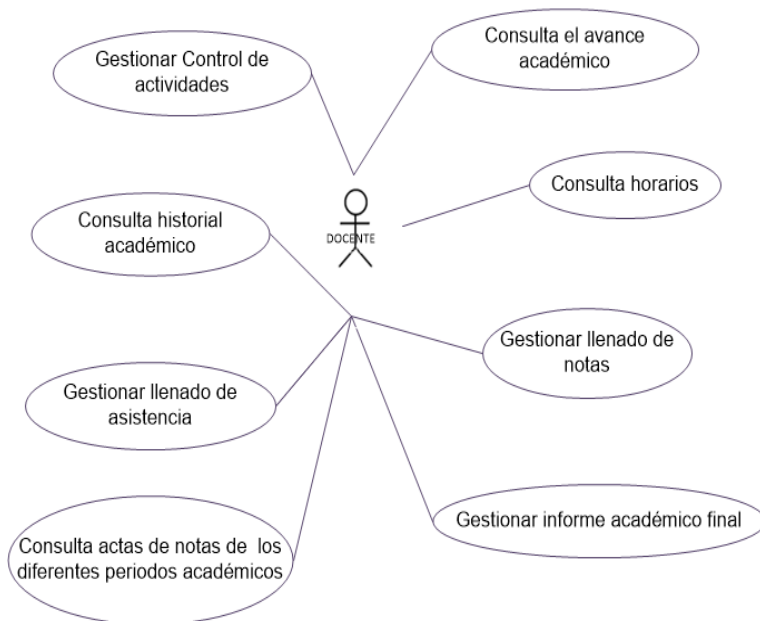 Gestionar Control de
actividades
Consulta el avance
académico
Consulta horarios
Consulta historial
académico
DOCENTE
Gestionar llenado de
notas
Gestionar llenado de
asistencia
Gestionar informe académico final
Consulta actas de notas de los
diferentes periodos académicos